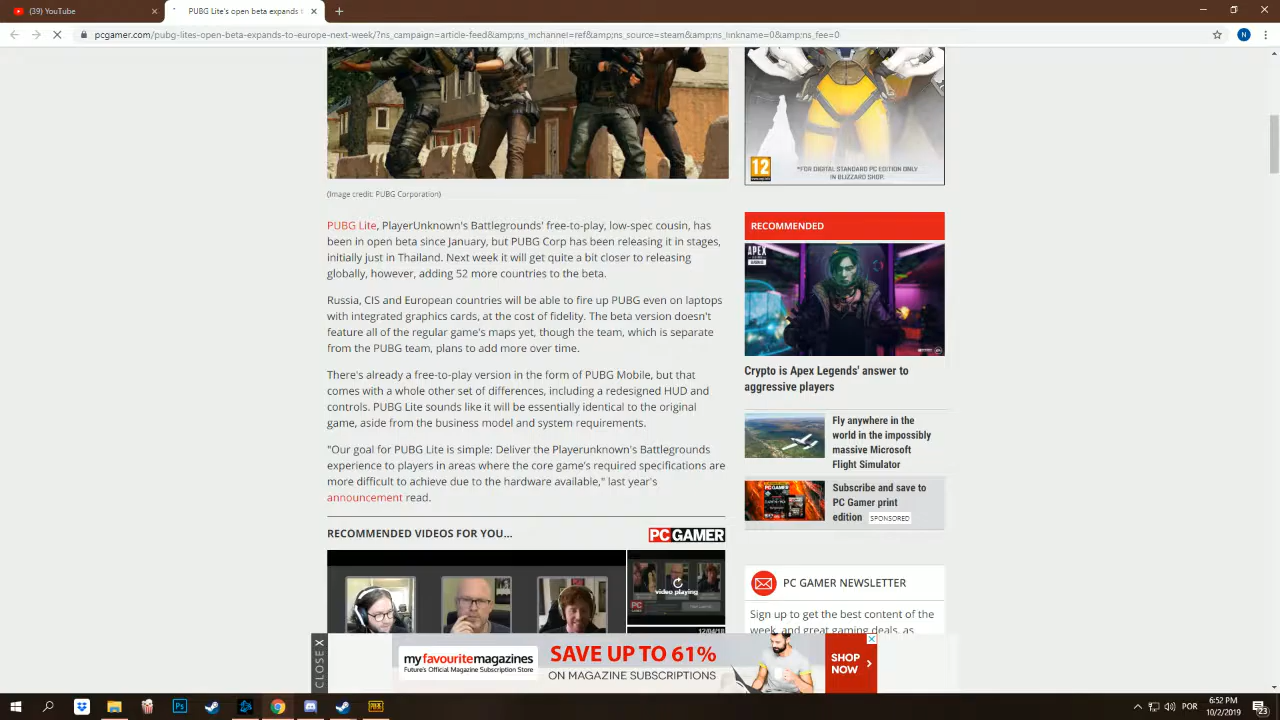 (39) YouTube
PUBG Lite's open beta expands
pcgamer.com/pubg-lites-open-beta-expands-to-europe-next-week/?ns_campaign=article-feed&amp;ns_mchannel=ref&amp;ns_source=steam&amp;ns_linkname=0&amp;ns_fee=0
N
12
*FOR DIGITAL STANDARD PC EDITION ONLY
IN BLIZZARD SHOP.
(Image credit: PUBG Corporation)
PUBG Lite, PlayerUnknown's Battlegrounds' free-to-play, low-spec cousin, has
been in open beta since January, but PUBG Corp has been releasing it in stages,
initially just in Thailand. Next week it will get quite a bit closer to releasing
globally, however, adding 52 more countries to the beta.
Russia, CIS and European countries will be able to fire up PUBG even on laptops
with integrated graphics cards, at the cost of fidelity. The beta version doesn't
feature all of the regular game's maps yet, though the team, which is separate
from the PUBG team, plans to add more over time.
There's already a free-to-play version in the form of PUBG Mobile, but that
comes with a whole other set of differences, including a redesigned HUD and
controls. PUBG Lite sounds like it will be essentially identical to the original
game, aside from the business model and system requirements.
"Our goal for PUBG Lite is simple: Deliver the Playerunknown's Battlegrounds
experience to players in areas where the core game's required specifications are
more difficult to achieve due to the hardware available," last year's
announcement read.
RECOMMENDED VIDEOS FOR YOU...
PC GAMER
video playing
12/04/18
RECOMMENDED
APEX
Crypto is Apex Legends' answer to
aggressive players
Fly anywhere in the
world in the impossibly
massive Microsoft
Flight Simulator
Subscribe and save to
PC Gamer print
edition SPONSORED
PC GAMER NEWSLETTER
Sign up to get the best content of the
week, and great gaming deals, as
CLOSE X
myfavouritemagazines
Future's Official Magazine Subscription Store
SAVE UP TO 61%
ON MAGAZINE SUBSCRIPTIONS
SHOP
NOW
POR
6:52 PM
10/2/2019
23